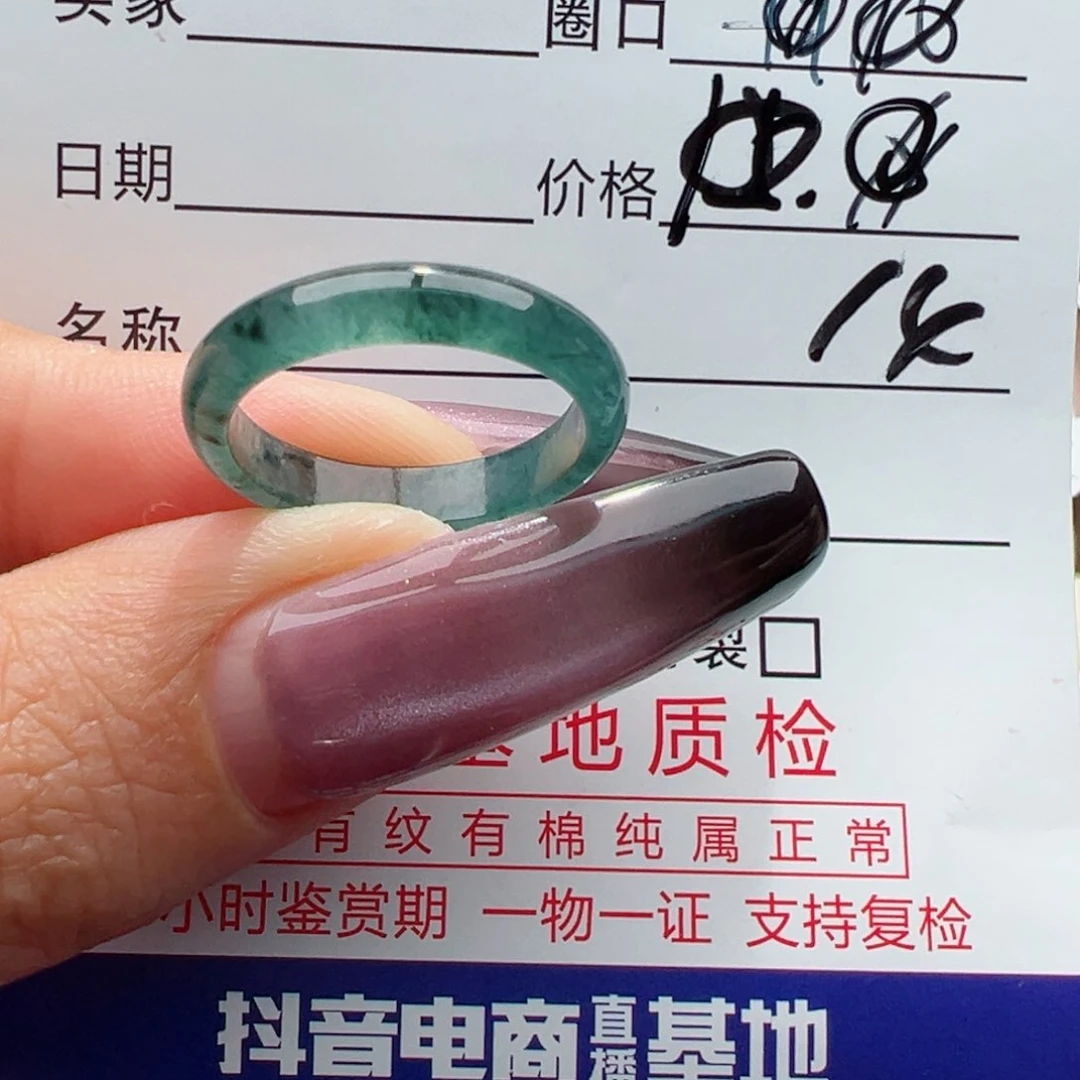 买家 圈口
日期 价格
名称
裂
地质检
有纹有棉纯属正常
小时鉴赏期 一物一证 支持复检
抖音电商直播基地